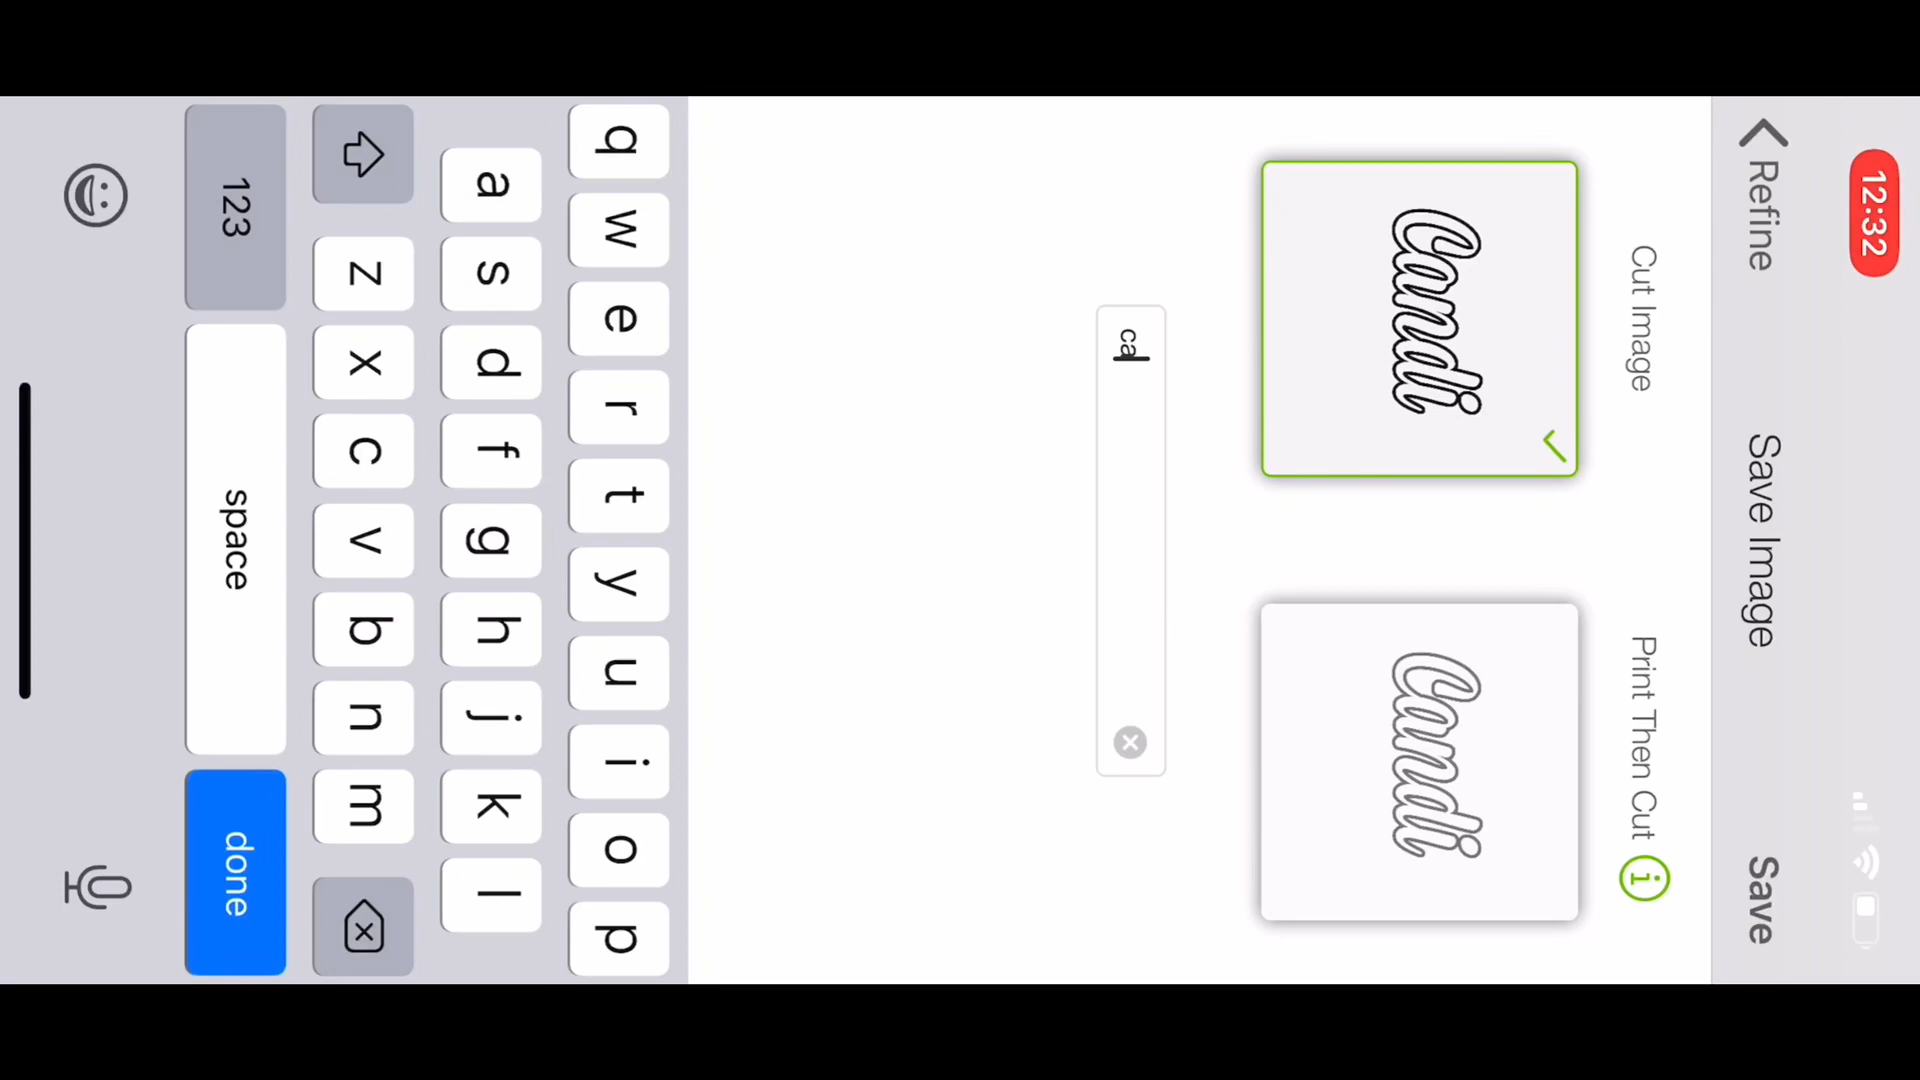 12:32
Refine Save Image Save
Cut Image Print Then Cut i
Candi Candi
ca
q w e r t y u i o p
a s d f g h j k l
z x c v b n m
123 space done